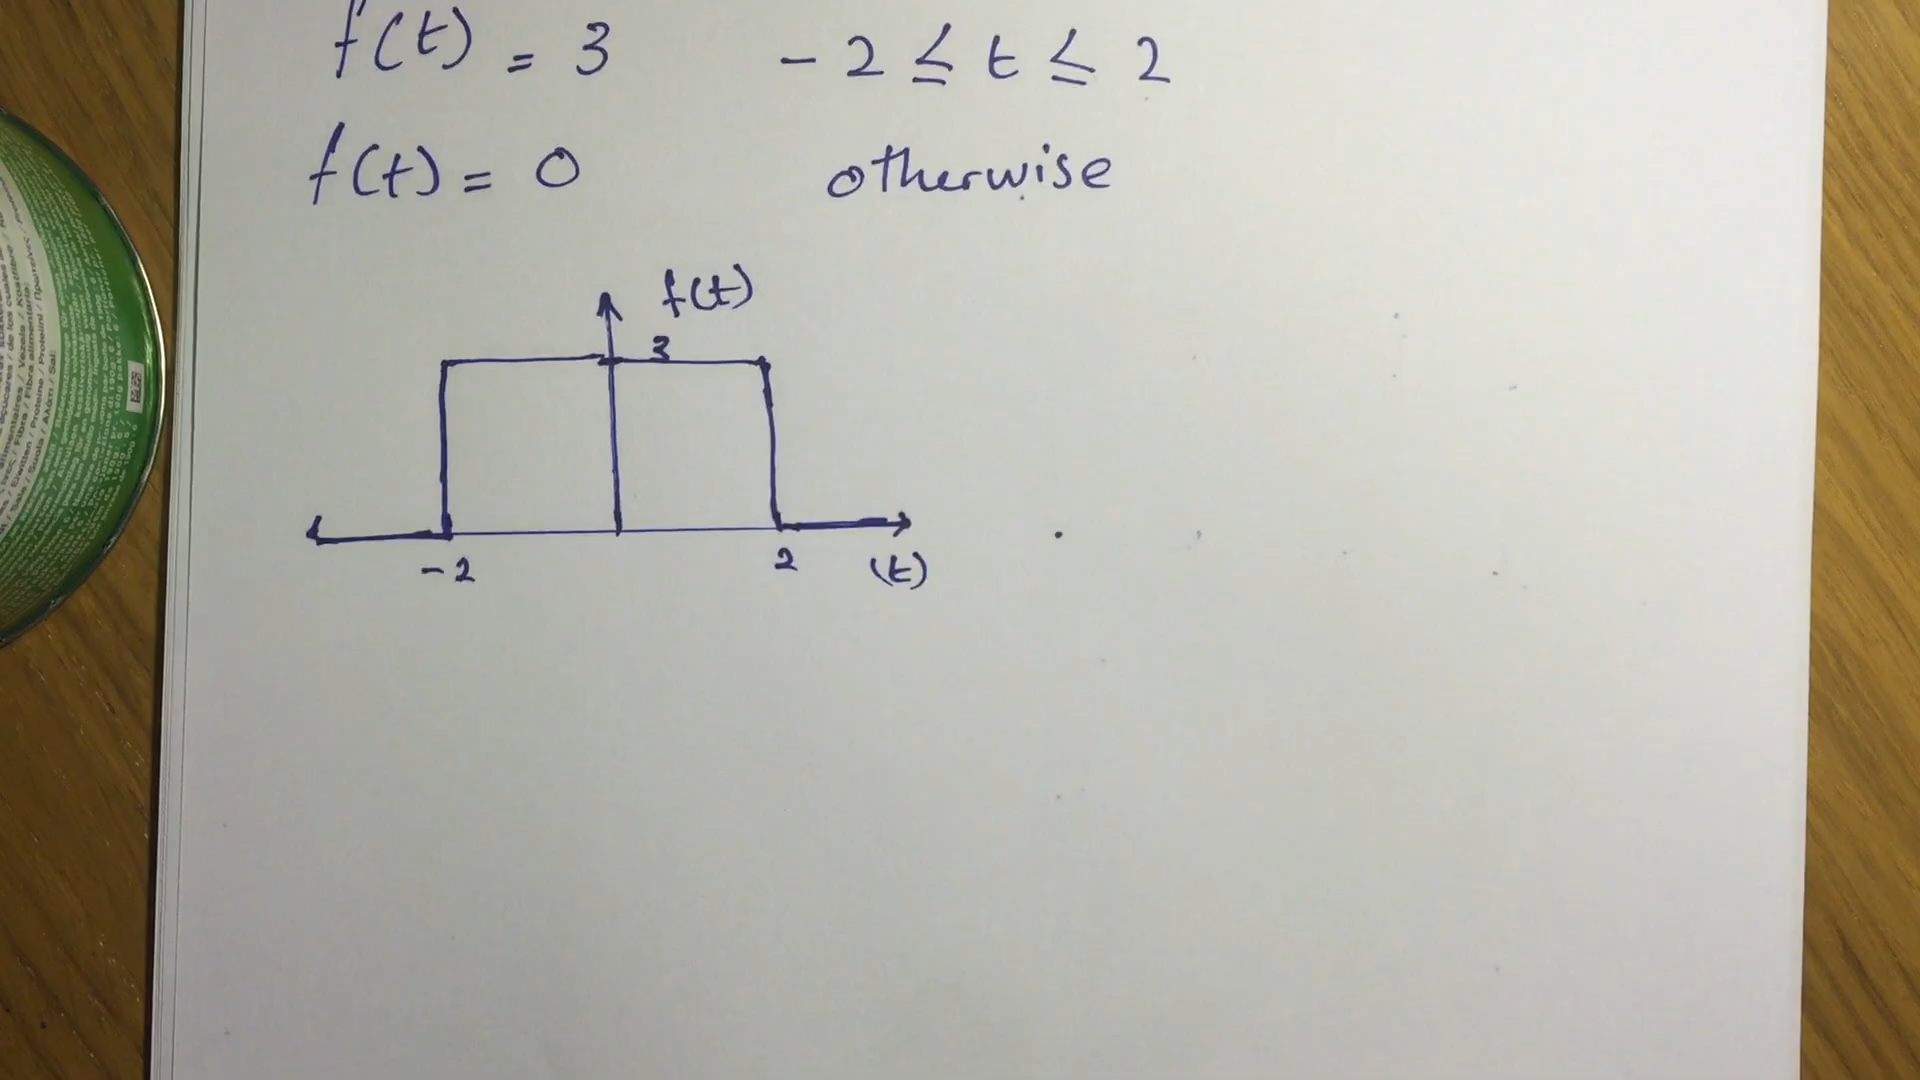 f(t) = 3 - 2 ≤ t ≤ 2
f(t) = 0 otherwise
f(t)
3
- 2
2
(t)